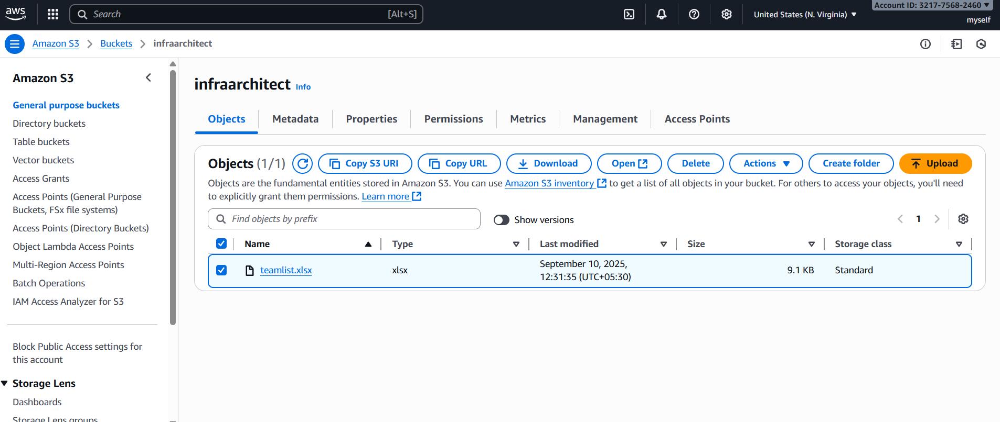 aws
Search [Alt+S]
United States (N. Virginia)
Account ID: 3217-7568-2460
myself
Amazon S3 Buckets infraarchitect
Amazon S3
General purpose buckets
Directory buckets
Table buckets
Vector buckets
Access Grants
Access Points (General Purpose
Buckets, FSx file systems)
Access Points (Directory Buckets)
Object Lambda Access Points
Multi-Region Access Points
Batch Operations
IAM Access Analyzer for S3
Block Public Access settings for
this account
Storage Lens
Dashboards
Storage Lens groups
infraarchitect Info
Objects Metadata Properties Permissions Metrics Management Access Points
Objects (1/1) Copy S3 URI Copy URL Download Open Delete Actions Create folder Upload
Objects are the fundamental entities stored in Amazon S3. You can use Amazon S3 inventory to get a list of all objects in your bucket. For others to access your objects, you'll need
to explicitly grant them permissions. Learn more
Find objects by prefix Show versions 1
Name Type Last modified Size Storage class
teamlist.xlsx xlsx September 10, 2025, 9.1 KB Standard
12:31:35 (UTC+05:30)